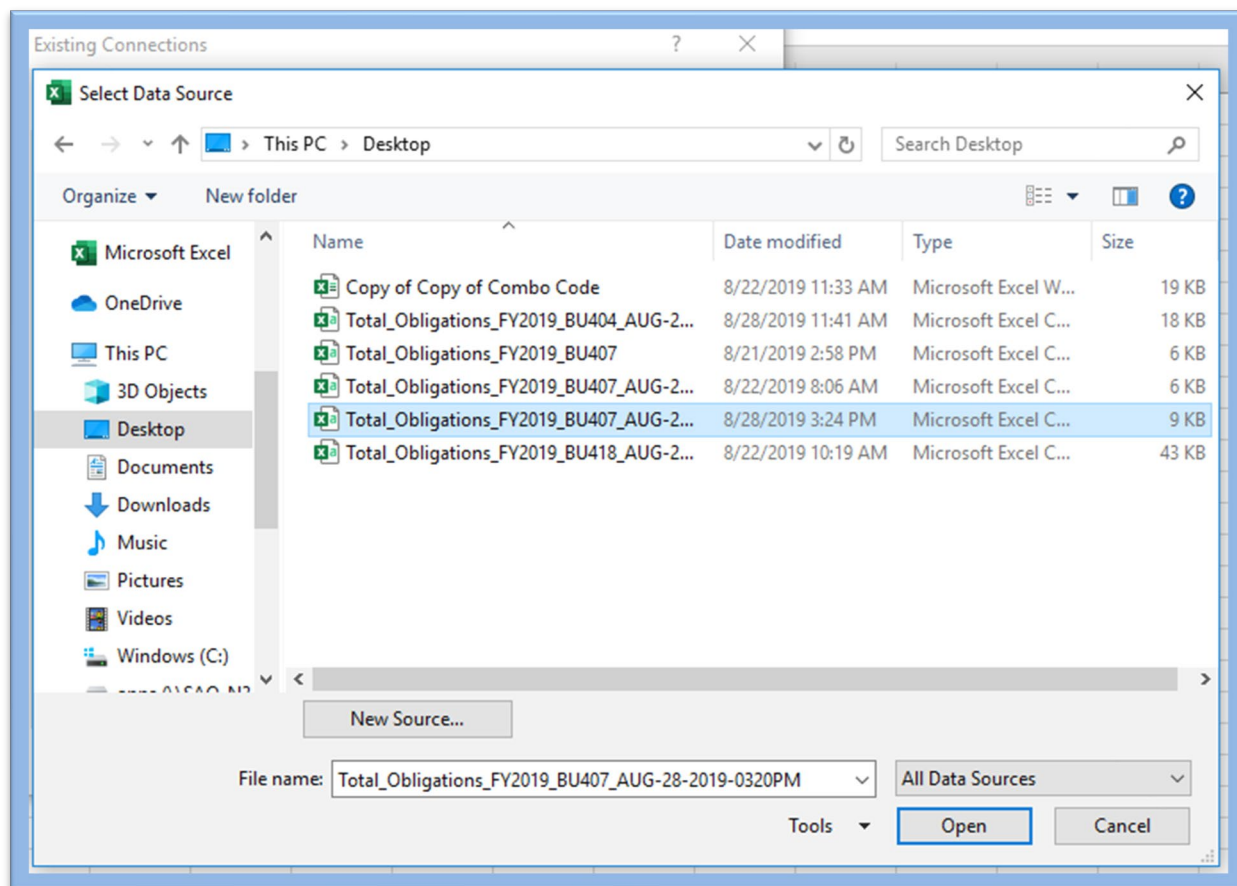 Existing Connections ? ×
Select Data Source
This PC > Desktop
Search Desktop
Organize New folder
?
Name Date modified Type Size
Microsoft Excel
OneDrive
This PC
3D Objects
Desktop
Documents
Downloads
Music
Pictures
Videos
Windows (C:)
Copy of Copy of Combo Code 8/22/2019 11:33 AM Microsoft Excel W... 19 KB
Total_Obligations_FY2019_BU404_AUG-2... 8/28/2019 11:41 AM Microsoft Excel C... 18 KB
Total_Obligations_FY2019_BU407 8/21/2019 2:58 PM Microsoft Excel C... 6 KB
Total_Obligations_FY2019_BU407_AUG-2... 8/22/2019 8:06 AM Microsoft Excel C... 6 KB
Total_Obligations_FY2019_BU407_AUG-2... 8/28/2019 3:24 PM Microsoft Excel C... 9 KB
Total_Obligations_FY2019_BU418_AUG-2... 8/22/2019 10:19 AM Microsoft Excel C... 43 KB
New Source...
File name: Total_Obligations_FY2019_BU407_AUG-28-2019-0320PM All Data Sources
Tools Open Cancel